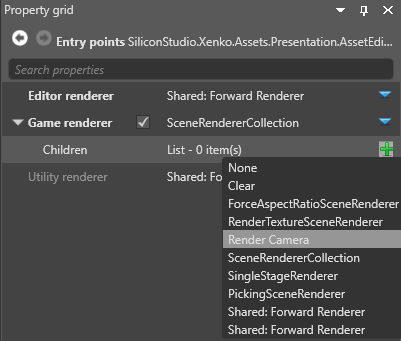 Property grid
Entry points SiliconStudio.Xenko.Assets.Presentation.AssetEdi...
Search properties
Editor renderer Shared: Forward Renderer
Game renderer SceneRendererCollection
Children List - 0 item(s)
None
Utility renderer Shared: Fo
Clear
ForceAspectRatioSceneRenderer
RenderTextureSceneRenderer
Render Camera
SceneRendererCollection
SingleStageRenderer
PickingSceneRenderer
Shared: Forward Renderer
Shared: Forward Renderer